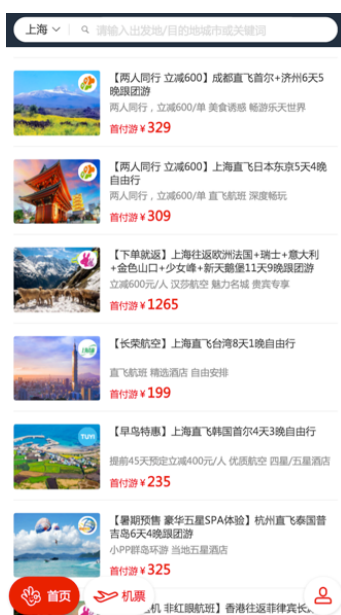 上海
请输入出发地/目的地城市或关键词
【两人同行 立减600】成都直飞首尔+济州6天5
晚跟团游
两人同行，立减600/单 美食诱惑 畅游乐天世界
首付游 ¥ 329
【两人同行 立减600】上海直飞日本东京5天4晚
自由行
两人同行，立减600/单 直飞航班 深度畅玩
首付游 ¥ 309
【下单就返】上海往返欧洲法国+瑞士+意大利
+金色山口+少女峰+新天鹅堡11天9晚跟团游
立减600元/人 汉莎航空 魅力名城 贵宾专享
首付游 ¥ 1265
【长荣航空】上海直飞台湾8天1晚自由行
直飞航班 精选酒店 自由安排
首付游 ¥ 199
TUNI
【早鸟特惠】上海直飞韩国首尔4天3晚自由行
提前45天预定立减400元/人 优质航空 四星/五星酒店
首付游 ¥ 235
【暑期预售 豪华五星SPA体验】杭州直飞泰国普
吉岛6天4晚跟团游
小PP群岛环游 当地五星酒店
首付游 ¥ 325
首页
机票
机 菲红眼航班】香港往返菲律宾长